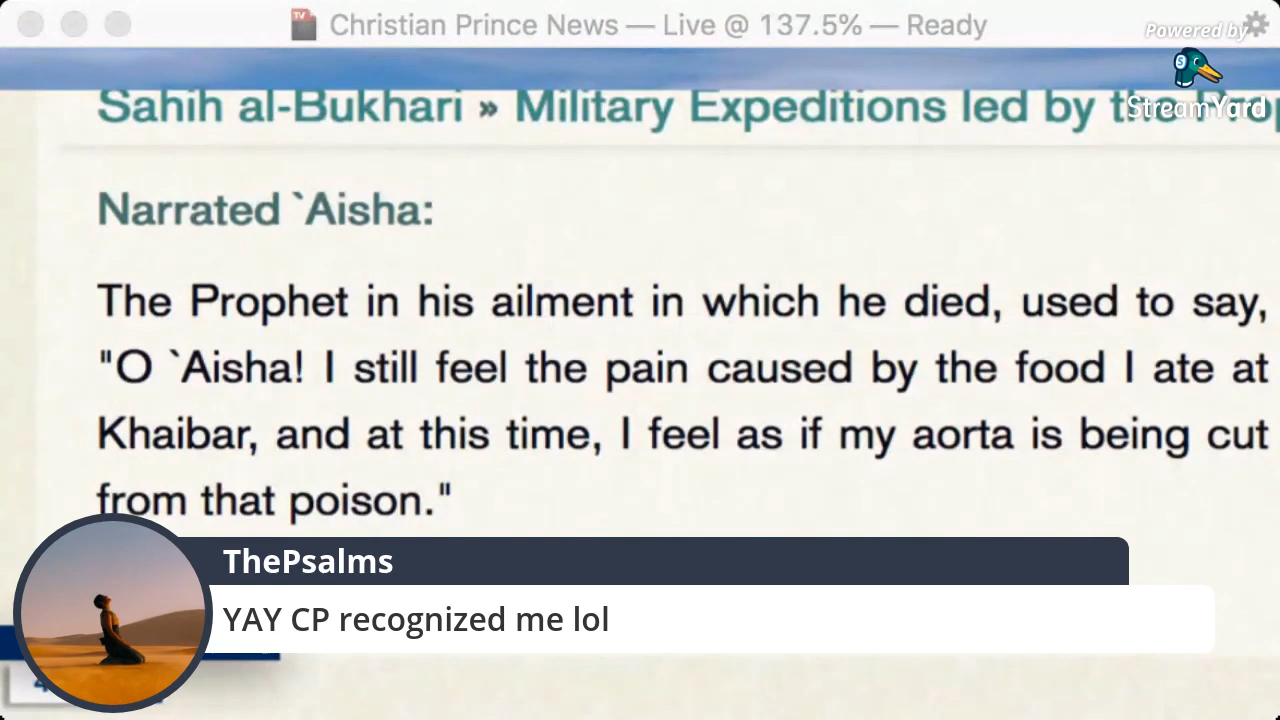 Christian Prince News — Live @ 137.5% — Ready
Powered by
StreamYard
Sahih al-Bukhari » Military Expeditions led by the Prop
Narrated `Aisha:
The Prophet in his ailment in which he died, used to say,
"O `Aisha! I still feel the pain caused by the food I ate at
Khaibar, and at this time, I feel as if my aorta is being cut
from that poison."
ThePsalms
YAY CP recognized me lol